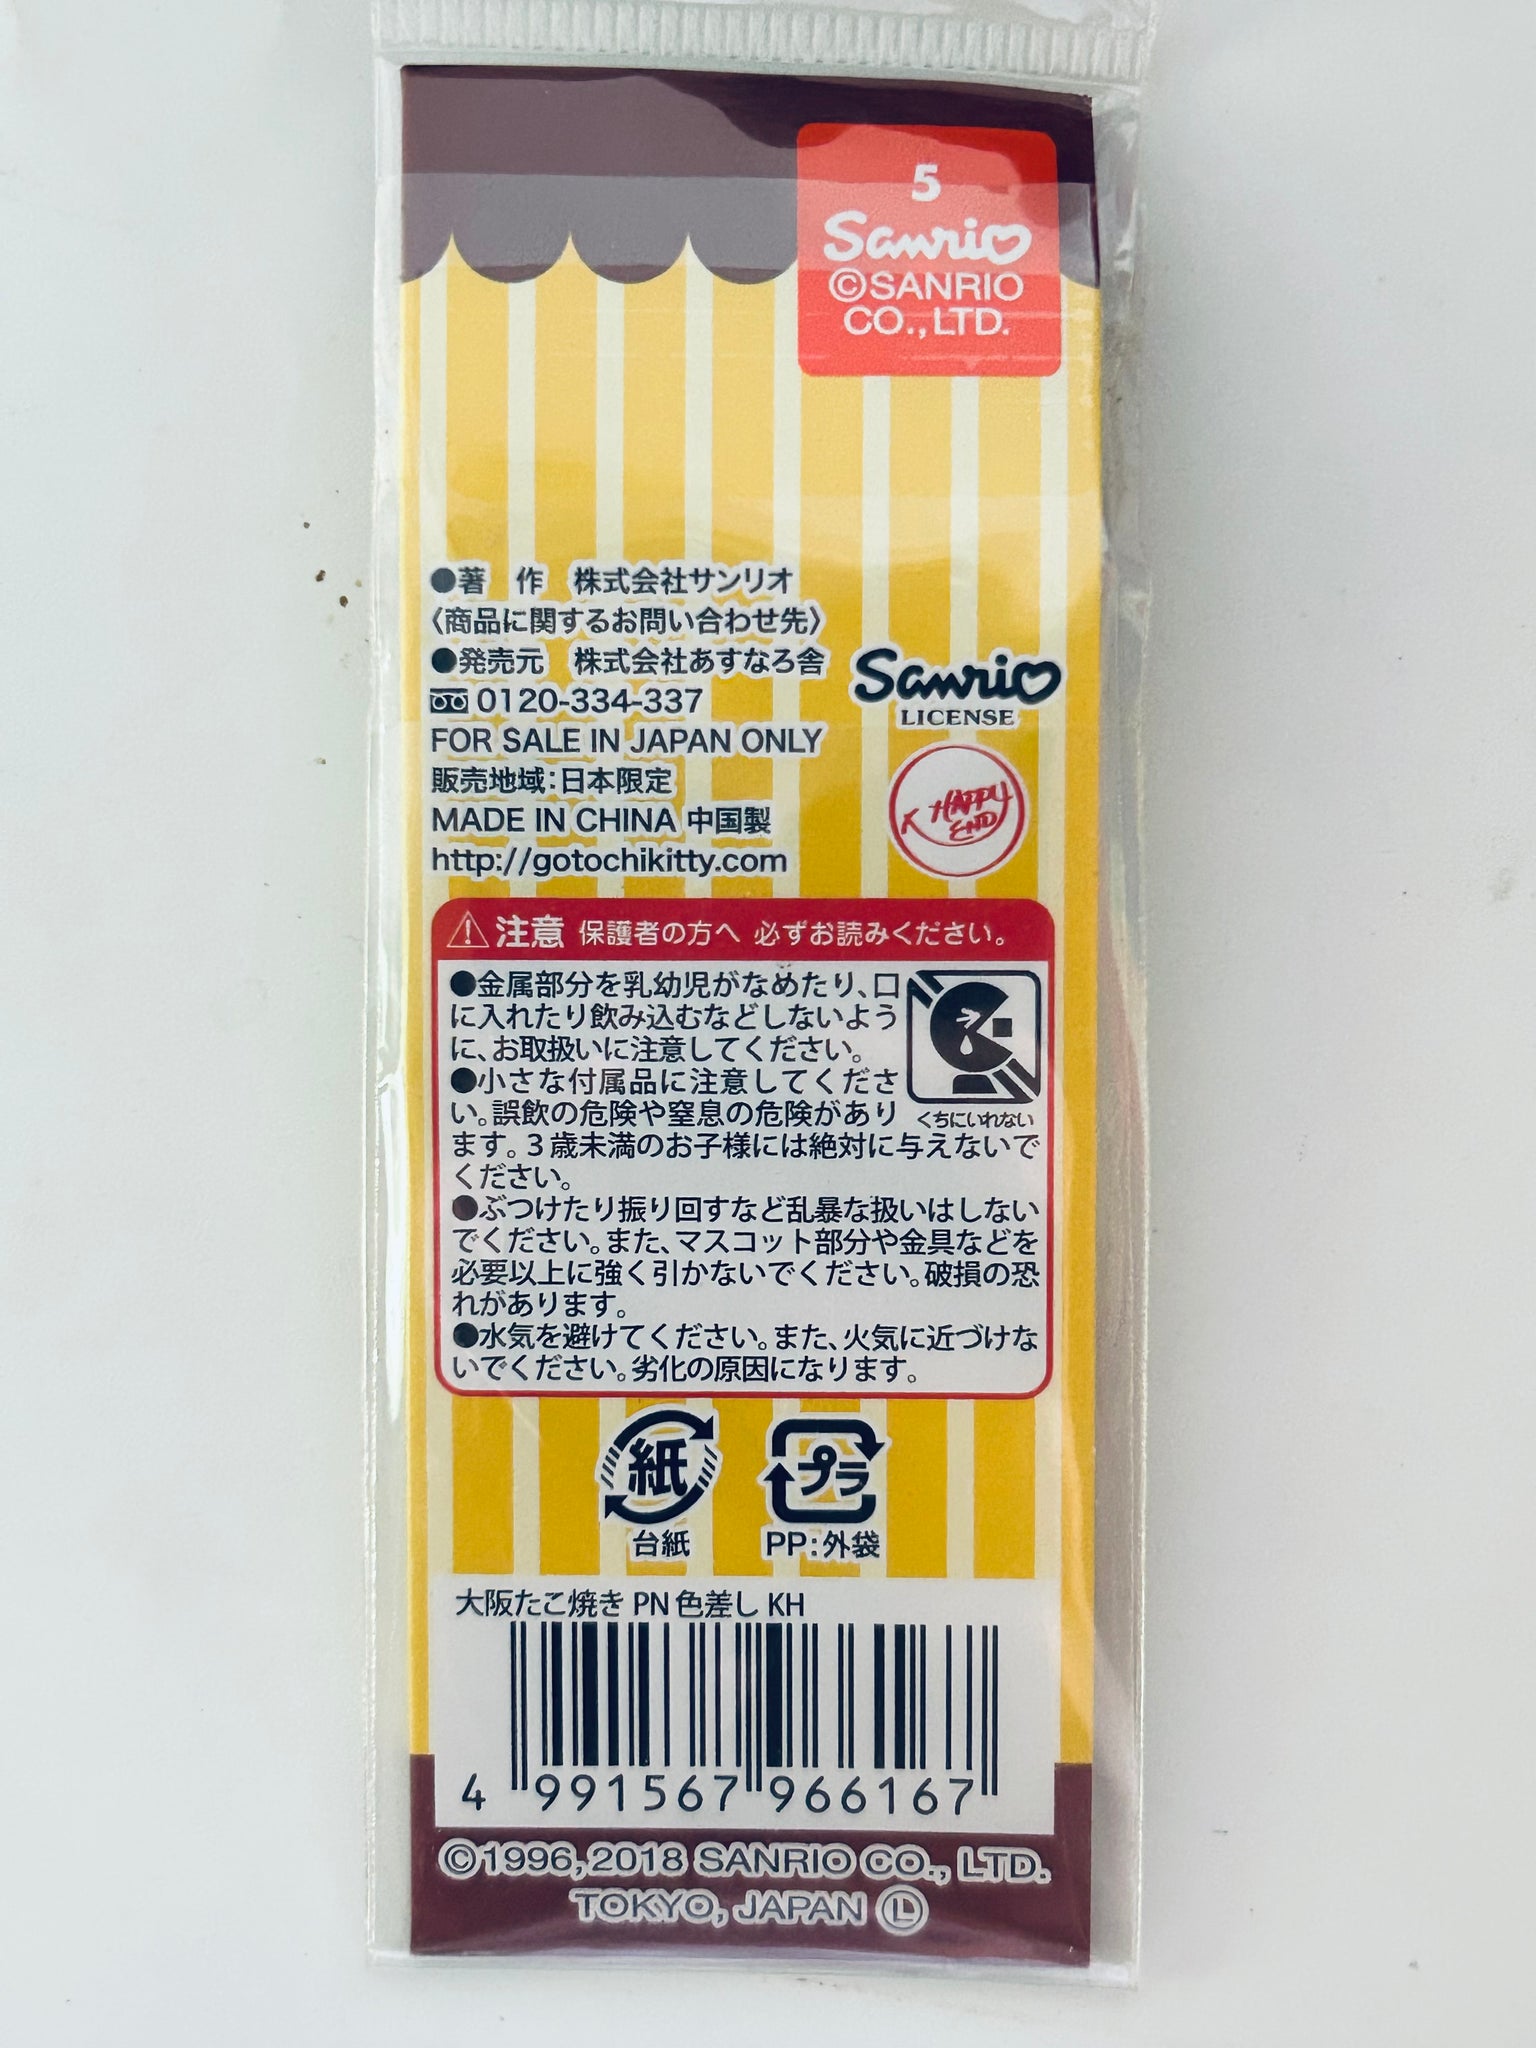 5
Sanrio
©SANRIO
CO.,LTD.
●著　作　株式会社サンリオ
〈商品に関するお問い合わせ先〉
●発売元　株式会社あすなろ舎
0120-334-337
FOR SALE IN JAPAN ONLY
販売地域：日本限定
MADE IN CHINA 中国製
http://gotochikitty.com
Sanrio
LICENSE
HAPPY
END
⚠注意 保護者の方へ 必ずお読みください。
●金属部分を乳幼児がなめたり、口
に入れたり飲み込むなどしないよう
に、お取扱いに注意してください。
●小さな付属品に注意してくださ
い。誤飲の危険や窒息の危険があり
ます。３歳未満のお子様には絶対に与えないで
ください。
●ぶつけたり振り回すなど乱暴な扱いはしない
でください。また、マスコット部分や金具などを
必要以上に強く引かないでください。破損の恐
れがあります。
●水気を避けてください。また、火気に近づけな
いでください。劣化の原因になります。
くちにいれない
紙
台紙
プラ
PP：外袋
大阪たこ焼き PN 色差し KH
4 991567 966167
©1996, 2018 SANRIO CO., LTD.
TOKYO, JAPAN Ⓛ